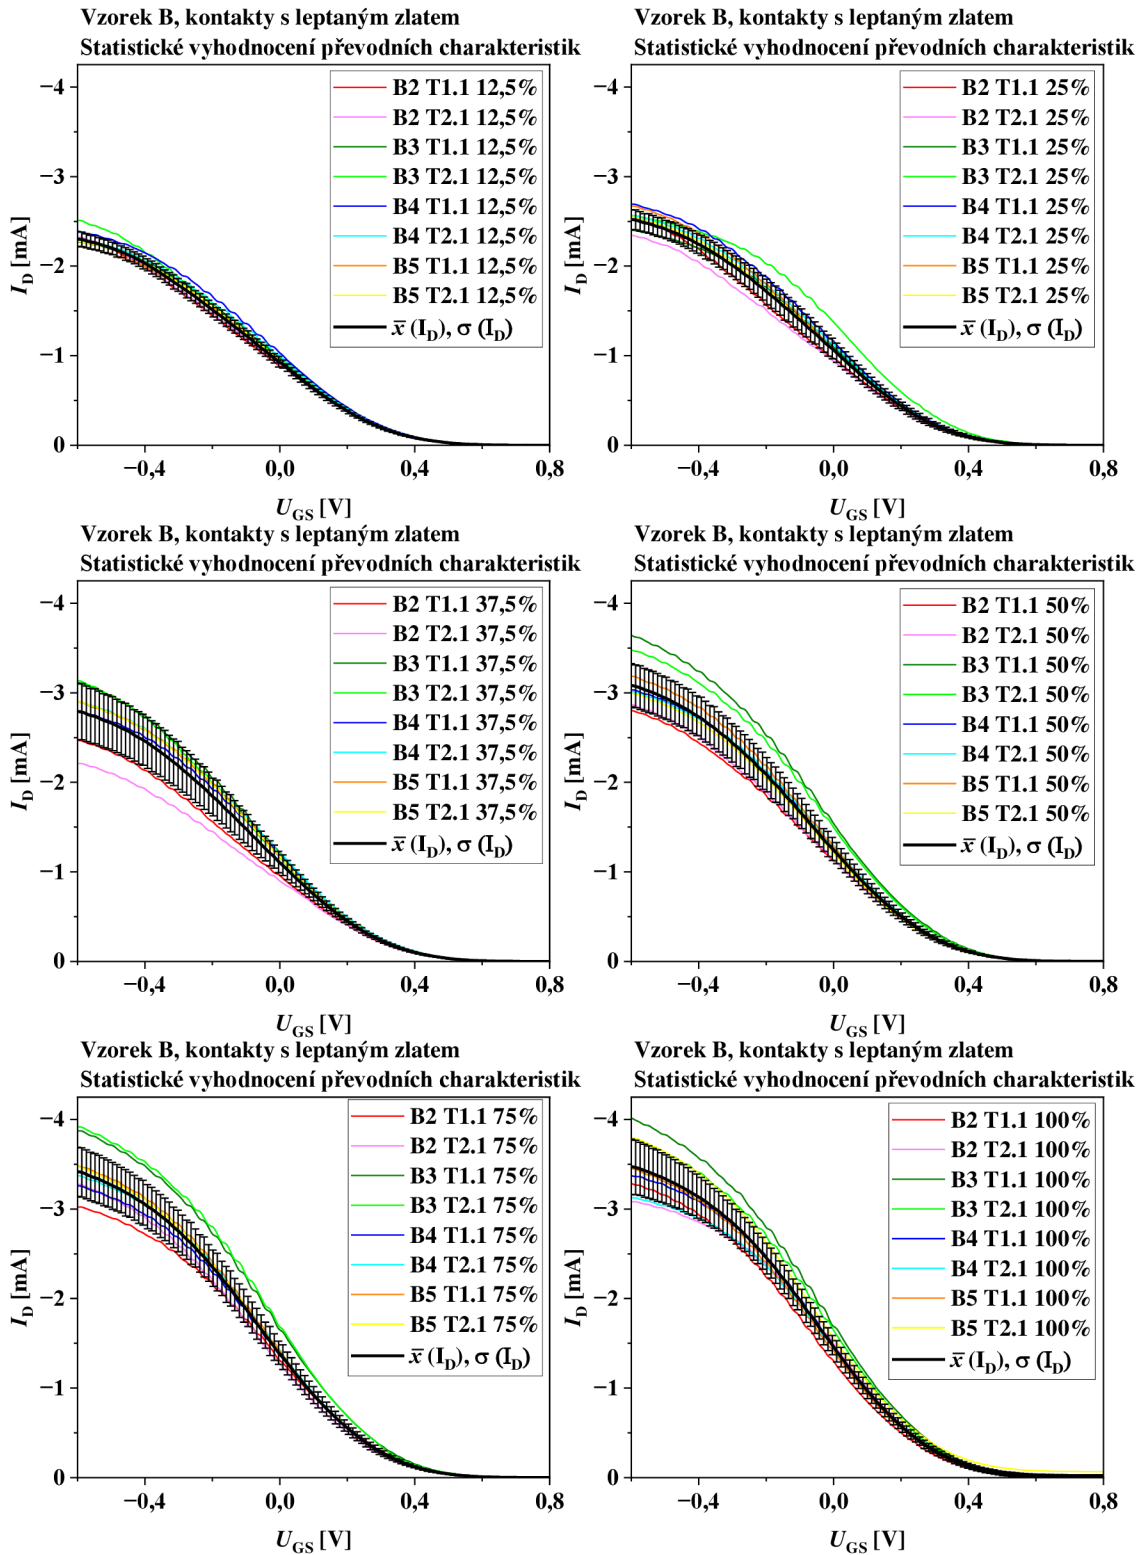 Vzorek B, kontakty s leptaným zlatem
Statistické vyhodnocení převodních charakteristik
B2 T1.1 12,5%
B2 T2.1 12,5%
B3 T1.1 12,5%
B3 T2.1 12,5%
B4 T1.1 12,5%
B4 T2.1 12,5%
B5 T1.1 12,5%
B5 T2.1 12,5%
x̅ (I_D), σ (I_D)
−4
−3
−2
−1
0
I_D [mA]
−0,4
0,0
0,4
0,8
U_GS [V]
Vzorek B, kontakty s leptaným zlatem
Statistické vyhodnocení převodních charakteristik
B2 T1.1 25%
B2 T2.1 25%
B3 T1.1 25%
B3 T2.1 25%
B4 T1.1 25%
B4 T2.1 25%
B5 T1.1 25%
B5 T2.1 25%
x̅ (I_D), σ (I_D)
−4
−3
−2
−1
0
I_D [mA]
−0,4
0,0
0,4
0,8
U_GS [V]
Vzorek B, kontakty s leptaným zlatem
Statistické vyhodnocení převodních charakteristik
B2 T1.1 37,5%
B2 T2.1 37,5%
B3 T1.1 37,5%
B3 T2.1 37,5%
B4 T1.1 37,5%
B4 T2.1 37,5%
B5 T1.1 37,5%
B5 T2.1 37,5%
x̅ (I_D), σ (I_D)
−4
−3
−2
−1
0
I_D [mA]
−0,4
0,0
0,4
0,8
U_GS [V]
Vzorek B, kontakty s leptaným zlatem
Statistické vyhodnocení převodních charakteristik
B2 T1.1 50%
B2 T2.1 50%
B3 T1.1 50%
B3 T2.1 50%
B4 T1.1 50%
B4 T2.1 50%
B5 T1.1 50%
B5 T2.1 50%
x̅ (I_D), σ (I_D)
−4
−3
−2
−1
0
I_D [mA]
−0,4
0,0
0,4
0,8
U_GS [V]
Vzorek B, kontakty s leptaným zlatem
Statistické vyhodnocení převodních charakteristik
B2 T1.1 75%
B2 T2.1 75%
B3 T1.1 75%
B3 T2.1 75%
B4 T1.1 75%
B4 T2.1 75%
B5 T1.1 75%
B5 T2.1 75%
x̅ (I_D), σ (I_D)
−4
−3
−2
−1
0
I_D [mA]
−0,4
0,0
0,4
0,8
U_GS [V]
Vzorek B, kontakty s leptaným zlatem
Statistické vyhodnocení převodních charakteristik
B2 T1.1 100%
B2 T2.1 100%
B3 T1.1 100%
B3 T2.1 100%
B4 T1.1 100%
B4 T2.1 100%
B5 T1.1 100%
B5 T2.1 100%
x̅ (I_D), σ (I_D)
−4
−3
−2
−1
0
I_D [mA]
−0,4
0,0
0,4
0,8
U_GS [V]